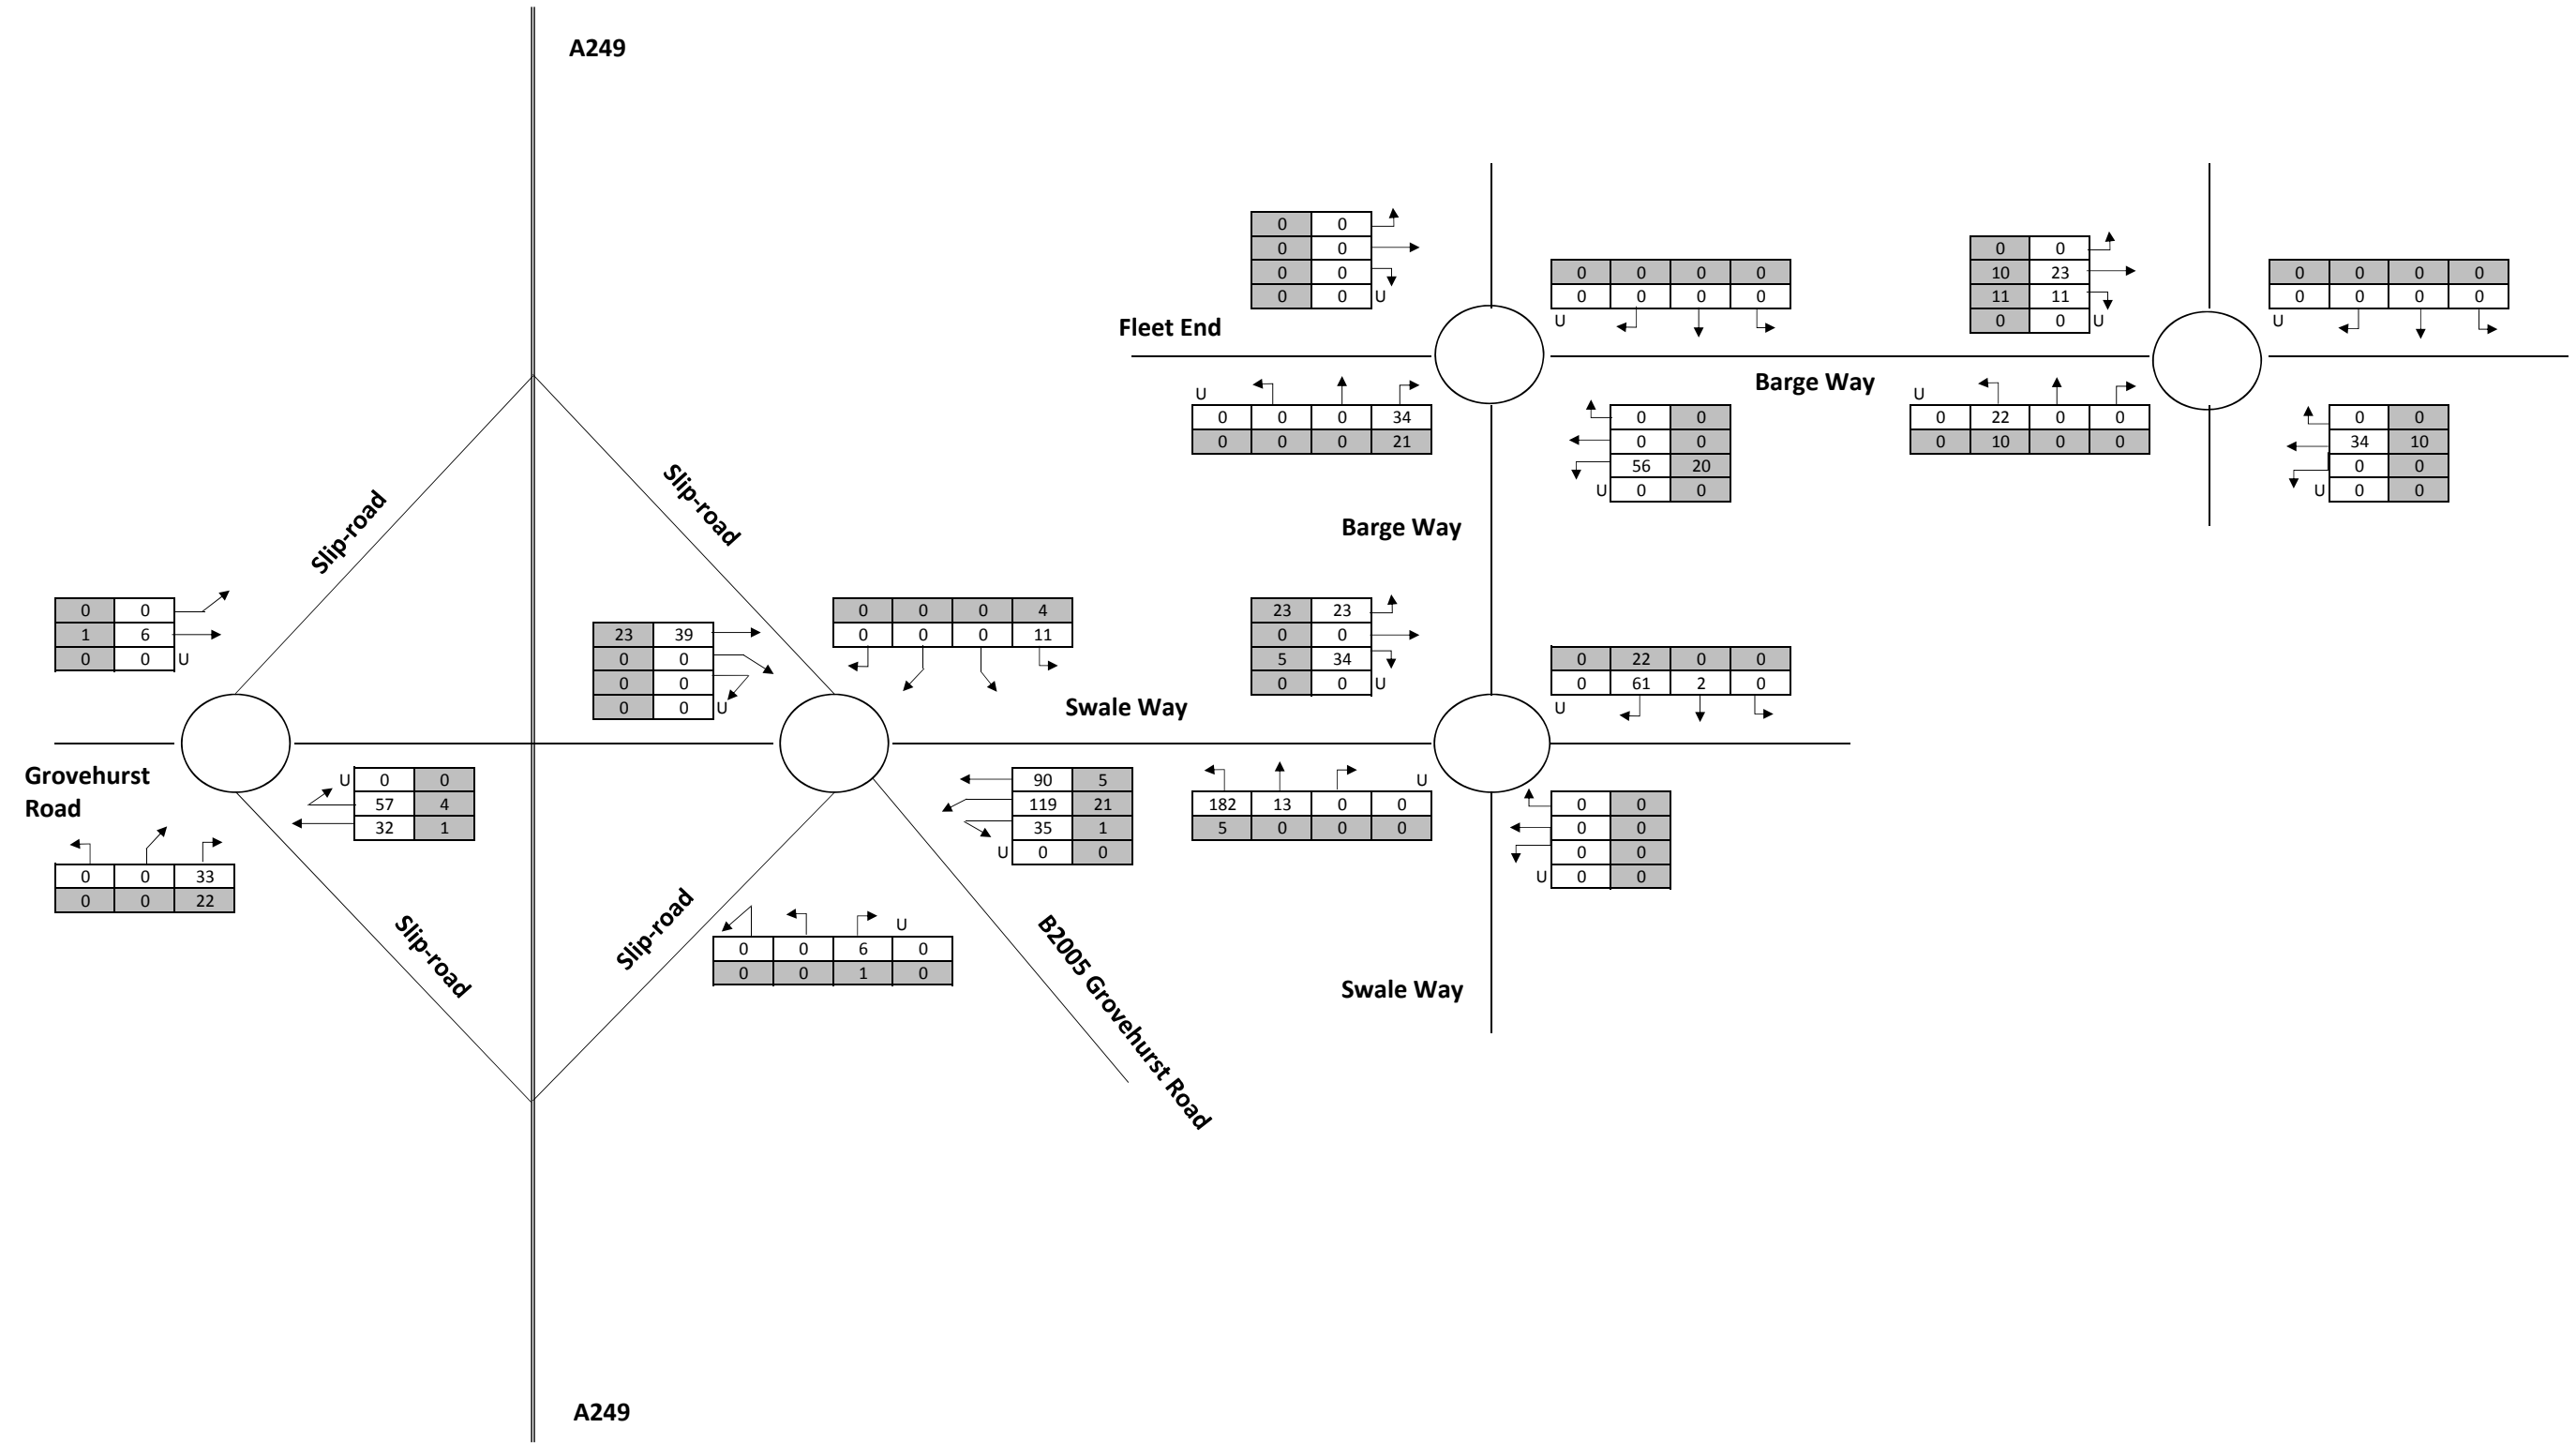 A249
0 0
0 0
0 0
0 0 U
0 0 0 0
0 0 0 0
U
0 0
10 23
11 11
0 0 U
0 0 0 0
0 0 0 0
U
Fleet End
Barge Way
U
0 0 0 34
0 0 0 21
0 0
0 0
56 20
U 0 0
U
0 22 0 0
0 10 0 0
0 0
34 10
0 0
U 0 0
Slip-road
Slip-road
Barge Way
0 0
1 6
0 0 U
23 39
0 0
0 0
0 0 U
0 0 0 4
0 0 0 11
Swale Way
23 23
0 0
5 34
0 0 U
0 22 0 0
0 61 2 0
U
Grovehurst
Road
U 0 0
57 4
32 1
0 0 33
0 0 22
90 5
119 21
35 1
U 0 0
U
182 13 0 0
5 0 0 0
0 0
0 0
0 0
U 0 0
Slip-road
Slip-road
U
0 0 6 0
0 0 1 0
B2005 Grovehurst Road
Swale Way
A249